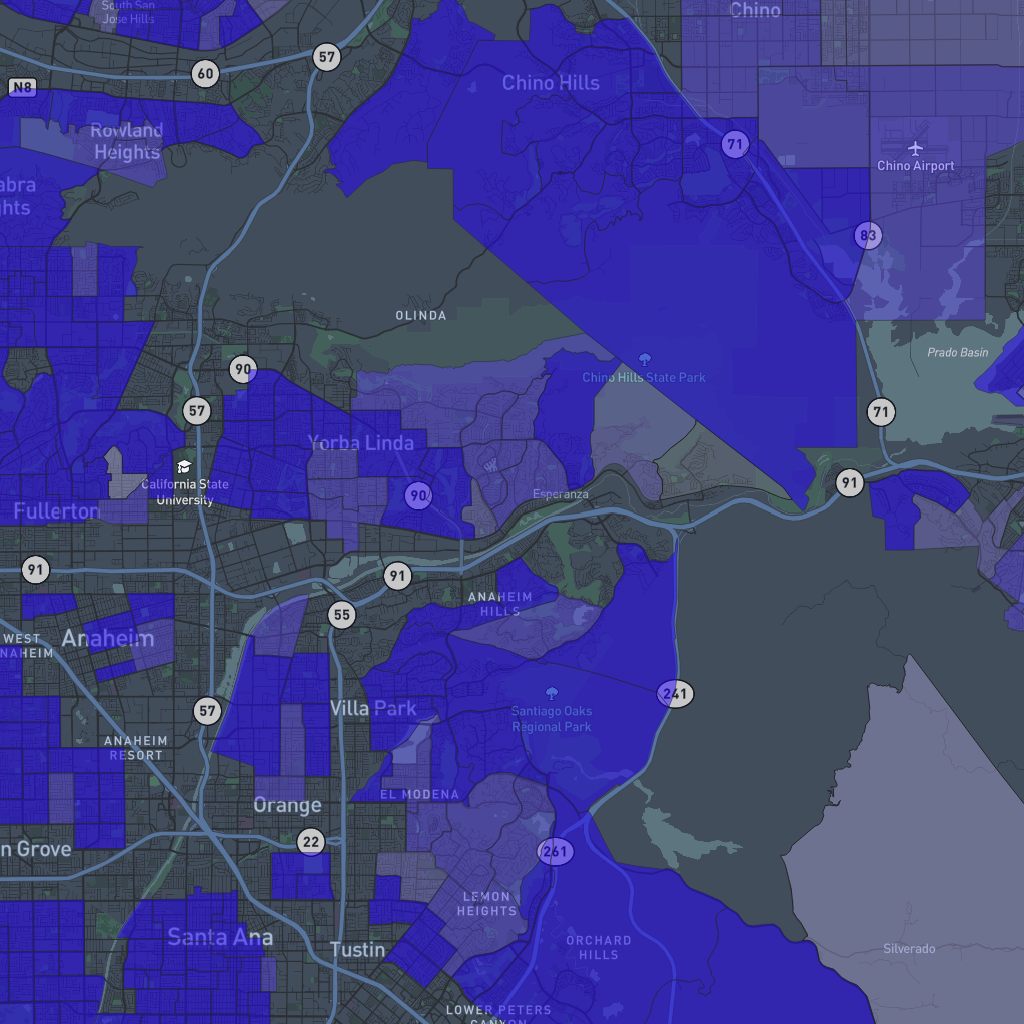 South San
Jose Hills
Chino
57
60
N8
Chino Hills
Rowland
Heights
71
Chino Airport
abra
ghts
83
OLINDA
Prado Basin
90
Chino Hills State Park
57
71
Yorba Linda
California State
University
90
Esperanza
91
Fullerton
91
91
ANAHEIM
HILLS
55
WEST
NAHEIM
Anaheim
241
57
Villa Park
Santiago Oaks
Regional Park
ANAHEIM
RESORT
EL MODENA
Orange
22
n Grove
261
LEMON
HEIGHTS
Santa Ana
Tustin
ORCHARD
HILLS
Silverado
LOWER PETERS
CANYON